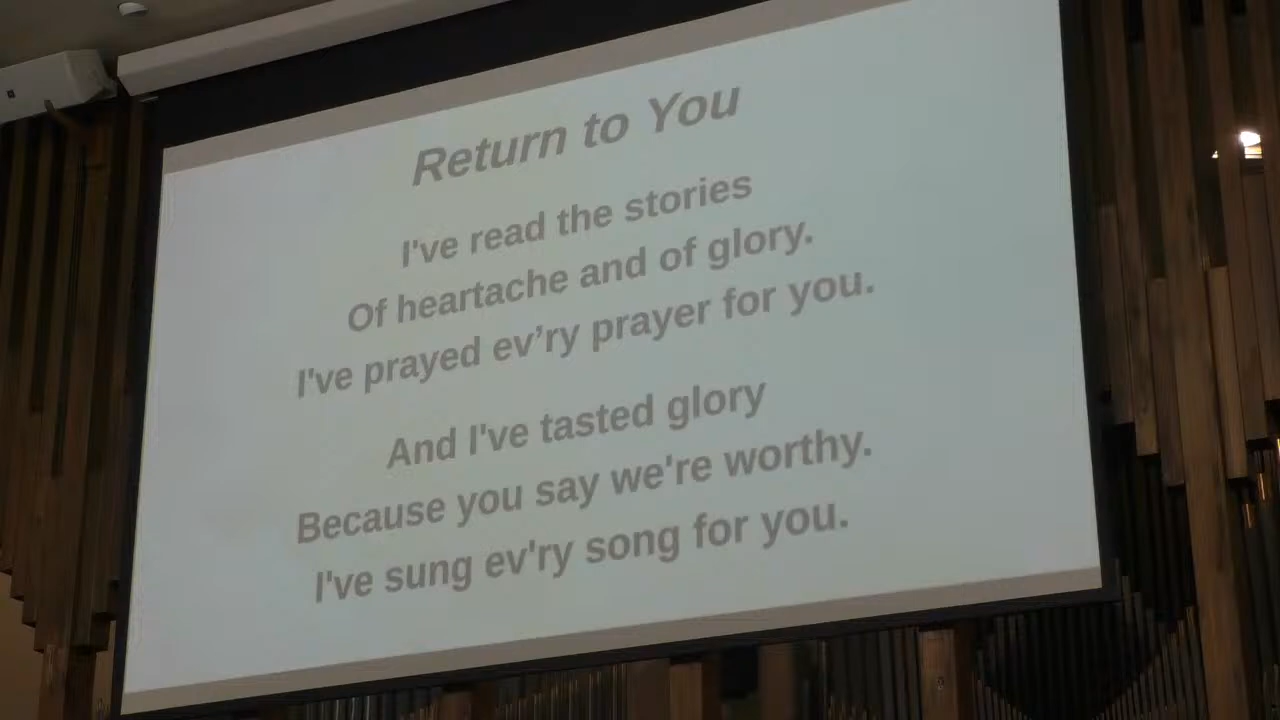 Return to You
I've read the stories
Of heartache and of glory.
I've prayed ev’ry prayer for you.
And I've tasted glory
Because you say we're worthy.
I've sung ev'ry song for you.